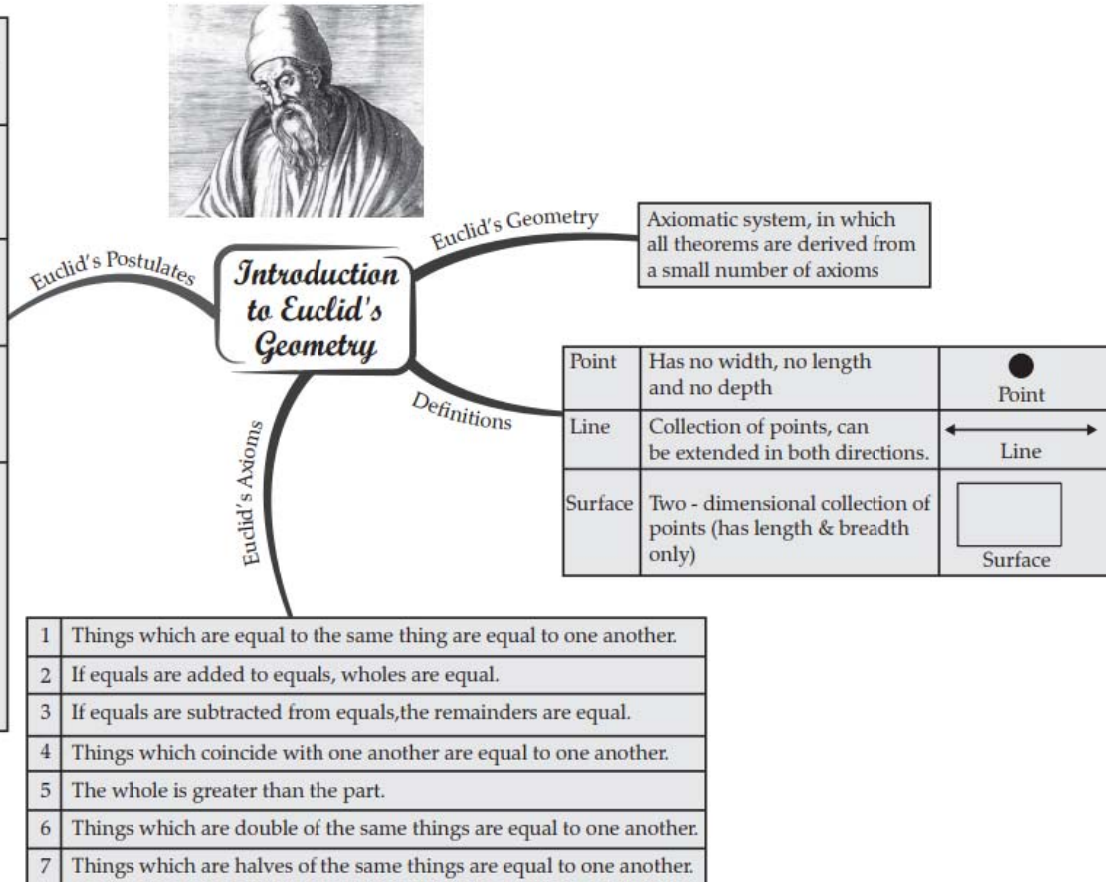 Introduction
to Euclid's
Geometry
Euclid's Postulates
Euclid's Geometry
Axiomatic system, in which
all theorems are derived from
a small number of axioms
Definitions
Point Has no width, no length
and no depth
Point
Line Collection of points, can
be extended in both directions.
Line
Surface Two - dimensional collection of
points (has length & breadth
only)
Surface
Euclid's Axioms
1 Things which are equal to the same thing are equal to one another.
2 If equals are added to equals, wholes are equal.
3 If equals are subtracted from equals,the remainders are equal.
4 Things which coincide with one another are equal to one another.
5 The whole is greater than the part.
6 Things which are double of the same things are equal to one another.
7 Things which are halves of the same things are equal to one another.